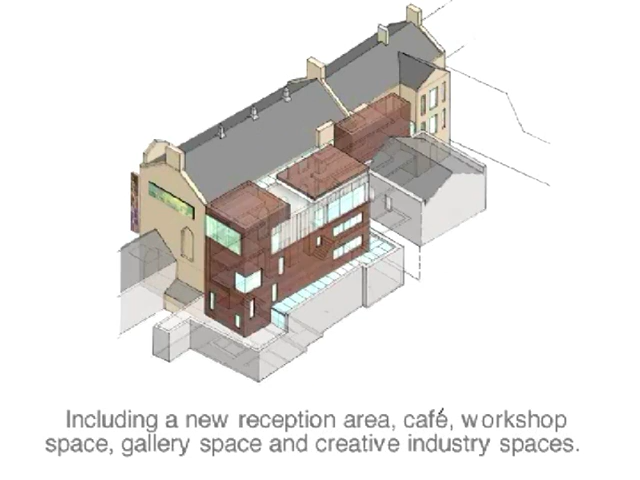 Including a new reception area, café, workshop
space, gallery space and creative industry spaces.